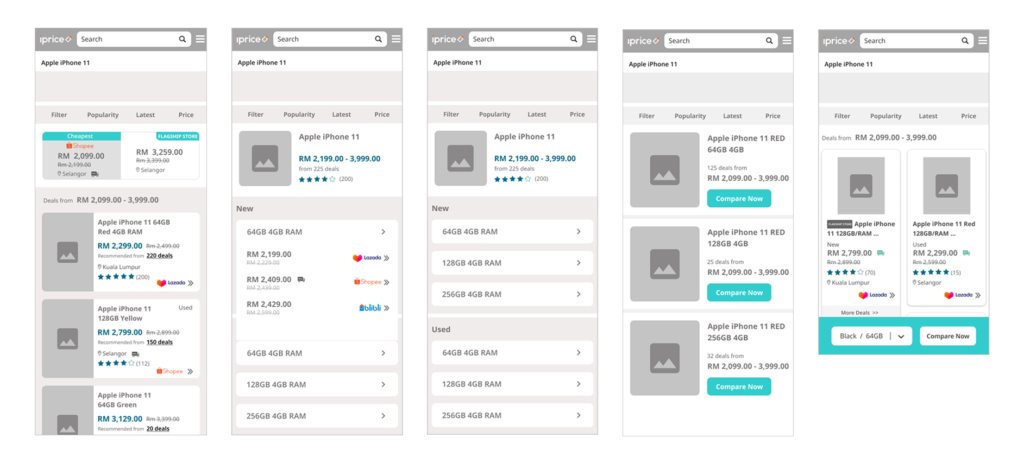 iprice
Search
Apple iPhone 11
Filter Popularity Latest Price
Cheapest
FLAGSHIP STORE
Shopee
RM 2,099.00
Rm 2,199.00
Selangor
RM 3,259.00
Rm 3,399.00
Selangor
Deals from RM 2,099.00 - 3,999.00
Apple iPhone 11 64GB
Red 4GB RAM
RM 2,299.00 Rm 2,499.00
Recommended from 220 deals
Kuala Lumpur
(200)
Lazada
Apple iPhone 11
128GB Yellow
Used
RM 2,799.00 Rm 2,899.00
Recommended from 150 deals
Selangor
(112)
Shopee
Apple iPhone 11
64GB Green
RM 3,129.00 Rm 3,399.00
Recommended from 20 deals
iprice
Search
Apple iPhone 11
Filter Popularity Latest Price
Apple iPhone 11
RM 2,199.00 - 3,999.00
from 225 deals
(200)
New
64GB 4GB RAM
RM 2,199.00
Rm 2,229.00
Lazada
RM 2,409.00
Rm 2,439.00
Shopee
RM 2,429.00
Rm 2,599.00
blibli
64GB 4GB RAM
128GB 4GB RAM
256GB 4GB RAM
iprice
Search
Apple iPhone 11
Filter Popularity Latest Price
Apple iPhone 11
RM 2,199.00 - 3,999.00
from 225 deals
(200)
New
64GB 4GB RAM
128GB 4GB RAM
256GB 4GB RAM
Used
64GB 4GB RAM
128GB 4GB RAM
256GB 4GB RAM
iprice
Search
Apple iPhone 11
Filter Popularity Latest Price
Apple iPhone 11 RED
64GB 4GB
125 deals from
RM 2,099.00 - 3,999.00
Compare Now
Apple iPhone 11 RED
128GB 4GB
25 deals from
RM 2,099.00 - 3,999.00
Compare Now
Apple iPhone 11 RED
256GB 4GB
32 deals from
RM 2,099.00 - 3,999.00
Compare Now
iprice
Search
Apple iPhone 11
Filter Popularity Latest Price
Deals from RM 2,099.00 - 3,999.00
FLAGSHIP STORE Apple iPhone
11 128GB/RAM ...
New
RM 2,799.00
Rm 2,899.00
(70)
Kuala Lumpur
Lazada
More Deals >>
Apple iPhone 11 Red
128GB/RAM ...
Used
RM 2,299.00
Rm 2,599.00
(15)
Selangor
Lazada
Black / 64GB
Compare Now